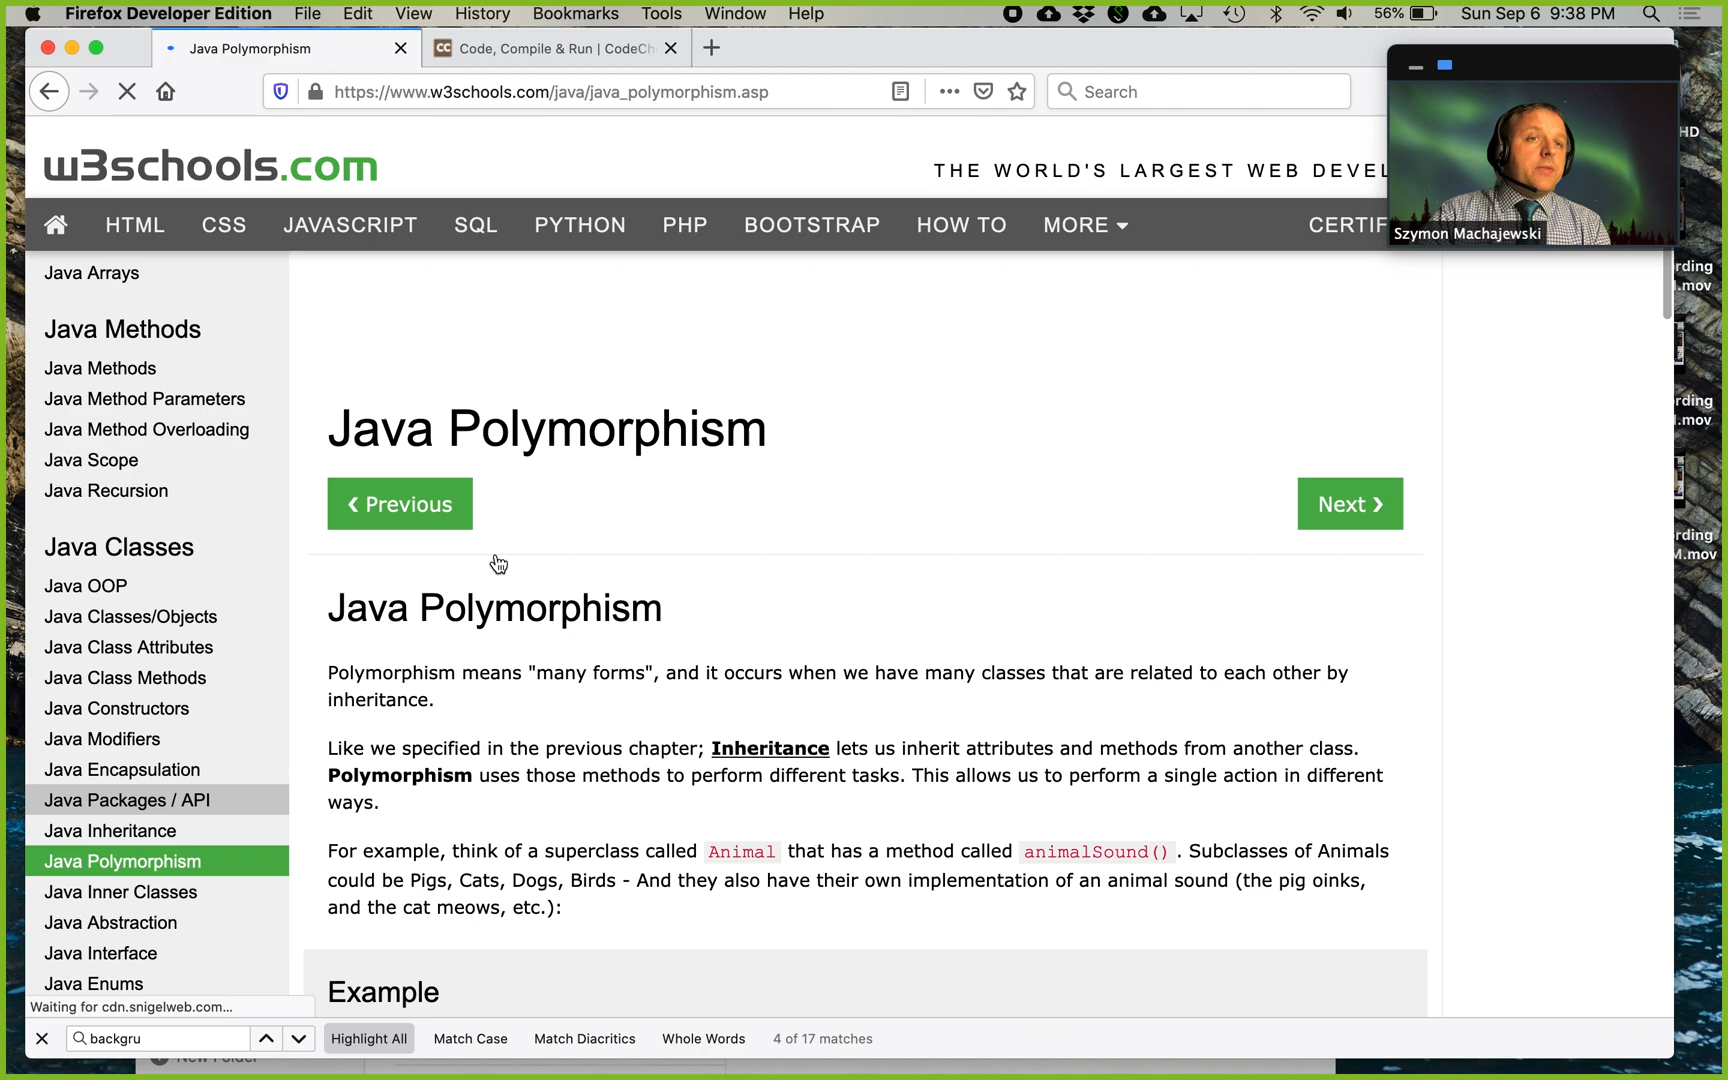 Firefox Developer Edition File Edit View History Bookmarks Tools Window Help 56% Sun Sep 6 9:38 PM
Java Polymorphism
CC Code, Compile & Run | CodeCh
https://www.w3schools.com/java/java_polymorphism.asp
Search
HD
w3schools.com
THE WORLD'S LARGEST WEB DEVEL
Szymon Machajewski
HTML CSS JAVASCRIPT SQL PYTHON PHP BOOTSTRAP HOW TO MORE CERTIF
rding
.mov
rding
.mov
rding
M.mov
Java Arrays
Java Methods
Java Methods
Java Method Parameters
Java Method Overloading
Java Scope
Java Recursion
Java Classes
Java OOP
Java Classes/Objects
Java Class Attributes
Java Class Methods
Java Constructors
Java Modifiers
Java Encapsulation
Java Packages / API
Java Inheritance
Java Polymorphism
Java Inner Classes
Java Abstraction
Java Interface
Java Enums
Java Polymorphism
❮ Previous
Next ❯
Java Polymorphism
Polymorphism means "many forms", and it occurs when we have many classes that are related to each other by
inheritance.
Like we specified in the previous chapter; Inheritance lets us inherit attributes and methods from another class.
Polymorphism uses those methods to perform different tasks. This allows us to perform a single action in different
ways.
For example, think of a superclass called Animal that has a method called animalSound() . Subclasses of Animals
could be Pigs, Cats, Dogs, Birds - And they also have their own implementation of an animal sound (the pig oinks,
and the cat meows, etc.):
Example
Waiting for cdn.snigelweb.com...
backgru
Highlight All Match Case Match Diacritics Whole Words 4 of 17 matches
New Folder